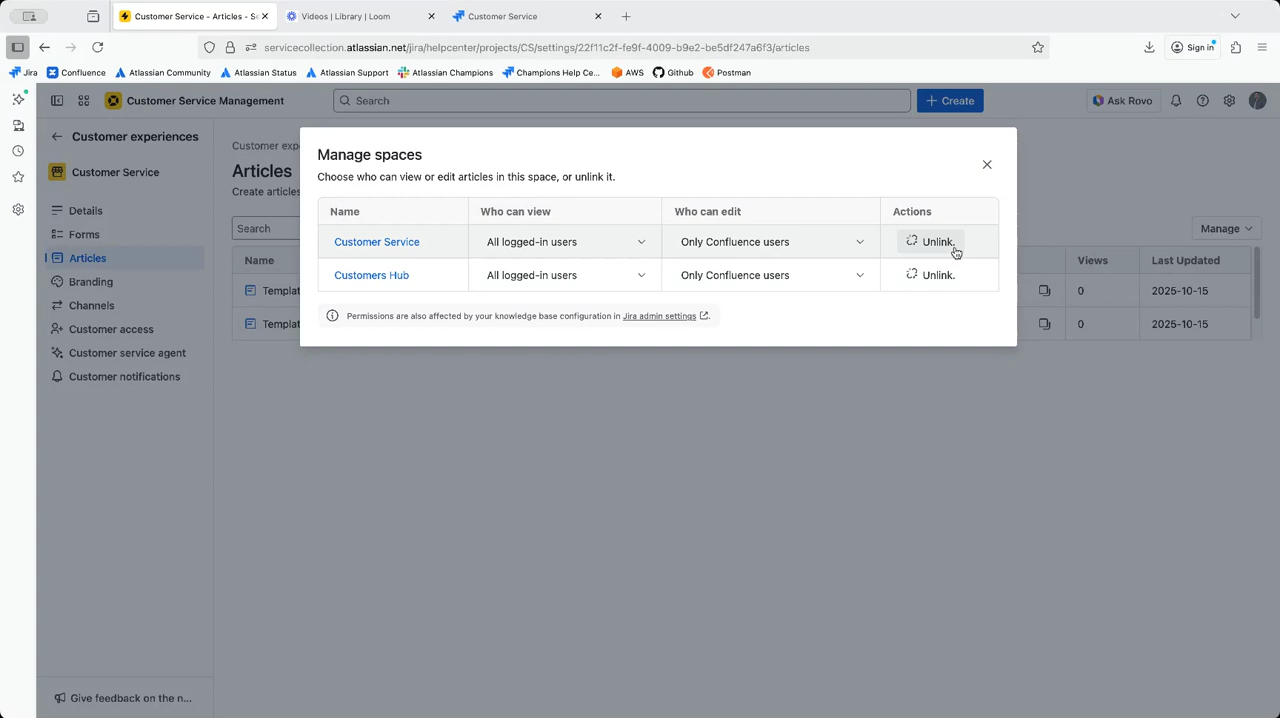 Customer Service - Articles - S
Videos | Library | Loom
Customer Service
servicecollection.atlassian.net/jira/helpcenter/projects/CS/settings/22f11c2f-fe9f-4009-b9e2-be5df247a6f3/articles
Sign in
Jira
Confluence
Atlassian Community
Atlassian Status
Atlassian Support
Atlassian Champions
Champions Help Ce...
AWS
Github
Postman
Customer Service Management
Search
Create
Ask Rovo
Customer experiences
Customer Service
Details
Forms
Articles
Branding
Channels
Customer access
Customer service agent
Customer notifications
Give feedback on the n...
Customer exp
Articles
Create articles
Search
Manage
Name
Views
Last Updated
Templat
0
2025-10-15
Templat
0
2025-10-15
Manage spaces
Choose who can view or edit articles in this space, or unlink it.
Name
Who can view
Who can edit
Actions
Customer Service
All logged-in users
Only Confluence users
Unlink.
Customers Hub
All logged-in users
Only Confluence users
Unlink.
Permissions are also affected by your knowledge base configuration in Jira admin settings .